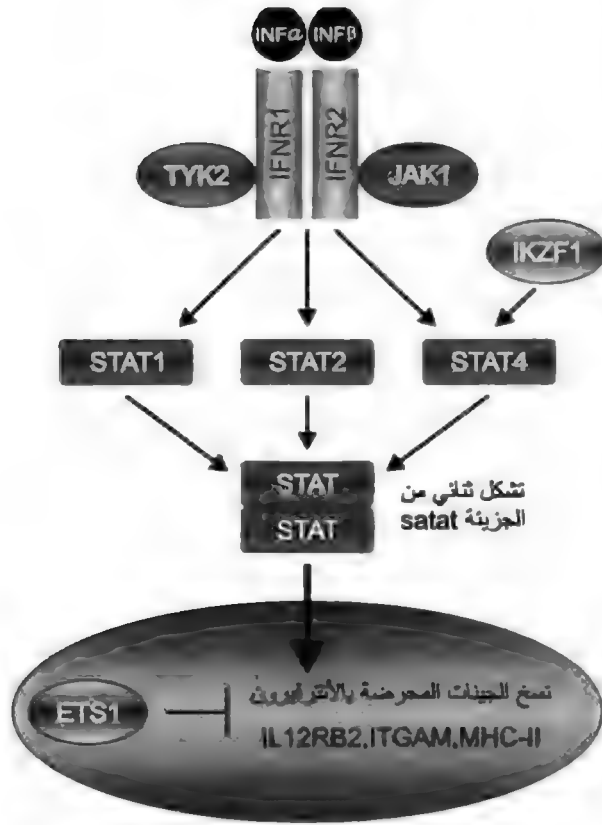 INFα INFβ
IFNR1 IFNR2
TYK2 JAK1
IKZF1
STAT1 STAT2 STAT4
STAT
STAT
تشكل ثنائي من
الجزيئة satat
نسخ الجينات المحرضة بالأنترفيرون
ETS1
IL12RB2,ITGAM,MHC-II